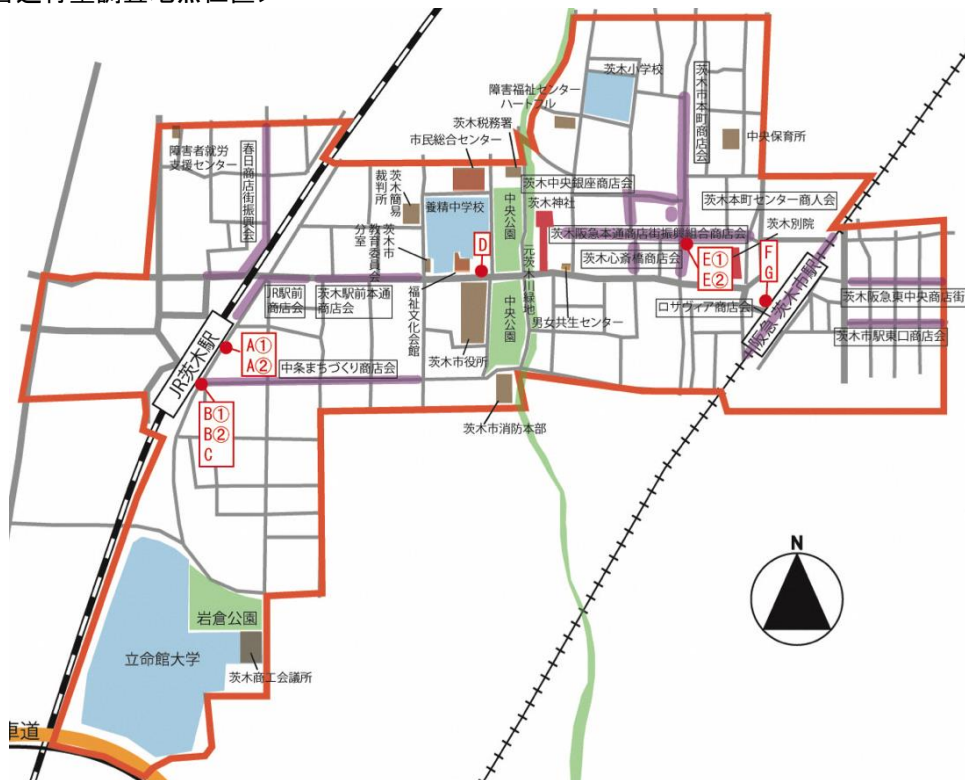 茨木小学校
障害福祉センター
ハートフル
茨木市本町商店会
茨木税務署
市民総合センター
中央保育所
障害者就労
支援センター
春日商店街振興会
茨木簡易
裁判所
養精中学校
中央公園
茨木中央銀座商店会
茨木神社
茨木本町センター商人会
茨木阪急本通商店街振興組合商店会
茨木別院
茨木市
教育委員会
分室
D
元茨木川緑地
茨木心斎橋商店会
E①
E②
F
G
阪急・茨木市駅
JR駅前
商店会
茨木駅前本通
商店会
福祉文化会館
中央公園
男女共生センター
ロサヴィア商店会
茨木阪急東中央商店街
茨木市駅東口商店会
茨木市役所
JR茨木駅
A①
A②
中条まちづくり商店会
B①
B②
C
茨木市消防本部
N
岩倉公園
立命館大学
茨木商工会議所
車道